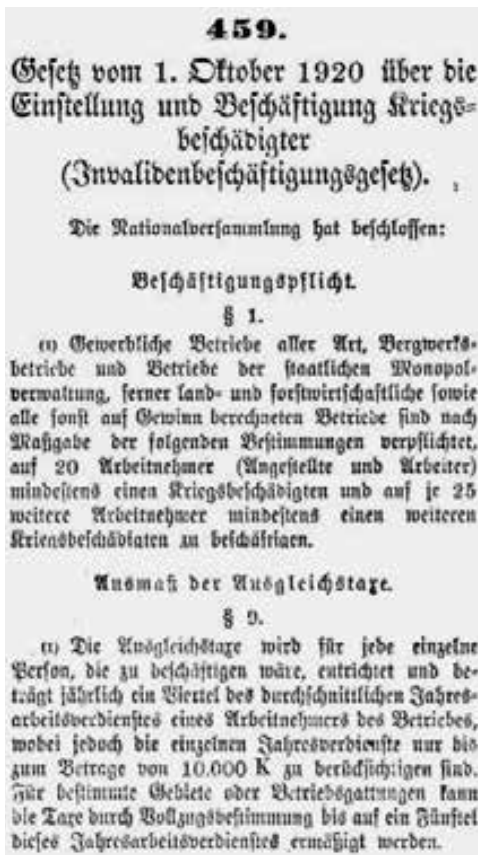 459.
Gesetz vom 1. Oktober 1920 über die
Einstellung und Beschäftigung Kriegs-
beschädigter
(Invalidenbeschäftigungsgesetz).
Die Nationalversammlung hat beschlossen:
Beschäftigungspflicht.
§ 1.
(1) Gewerbliche Betriebe aller Art, Bergwerks-
betriebe und Betriebe der staatlichen Monopol-
verwaltung, ferner land- und forstwirtschaftliche sowie
alle sonst auf Gewinn berechneten Betriebe sind nach
Maßgabe der folgenden Bestimmungen verpflichtet,
auf 20 Arbeitnehmer (Angestellte und Arbeiter)
mindestens einen Kriegsbeschädigten und auf je 25
weitere Arbeitnehmer mindestens einen weiteren
Kriegsbeschädigten zu beschäftigen.
Ausmaß der Ausgleichstaxe.
§ 9.
(1) Die Ausgleichstaxe wird für jede einzelne
Person, die zu beschäftigen wäre, entrichtet und be-
trägt jährlich ein Viertel des durchschnittlichen Jahres-
arbeitsverdienstes eines Arbeitnehmers des Betriebes,
wobei jedoch die einzelnen Jahresverdienste nur bis
zum Betrage von 10.000 K zu berücksichtigen sind.
Für bestimmte Gebiete oder Betriebsgattungen kann
die Taxe durch Vollzugsbestimmung bis auf ein Fünftel
dieses Jahresarbeitsverdienstes ermäßigt werden.